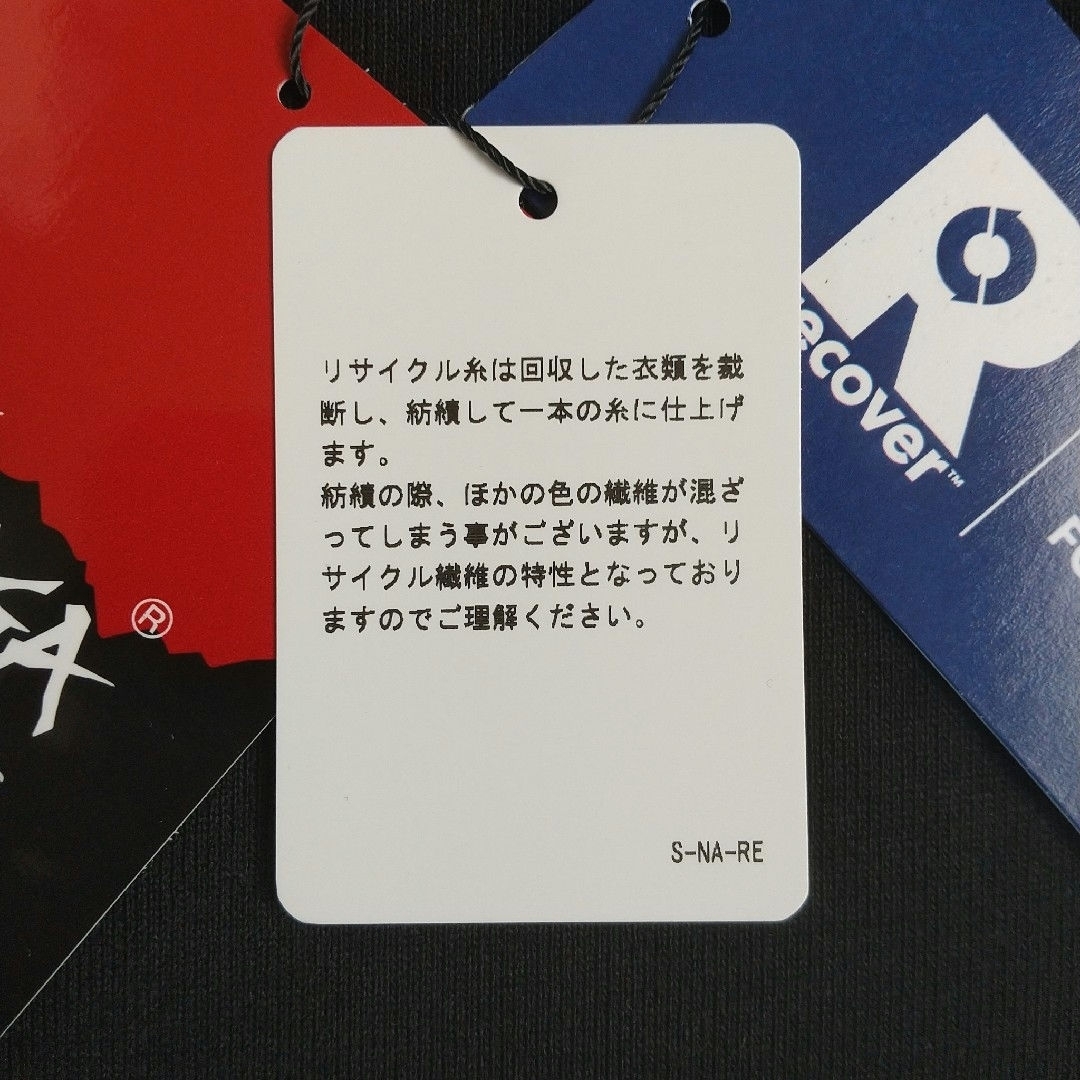 リサイクル糸は回収した衣類を裁
断し、紡績して一本の糸に仕上げ
ます。
紡績の際、ほかの色の繊維が混ざ
ってしまう事がございますが、リ
サイクル繊維の特性となっており
ますのでご理解ください。
S-NA-RE
R
ecover™
®